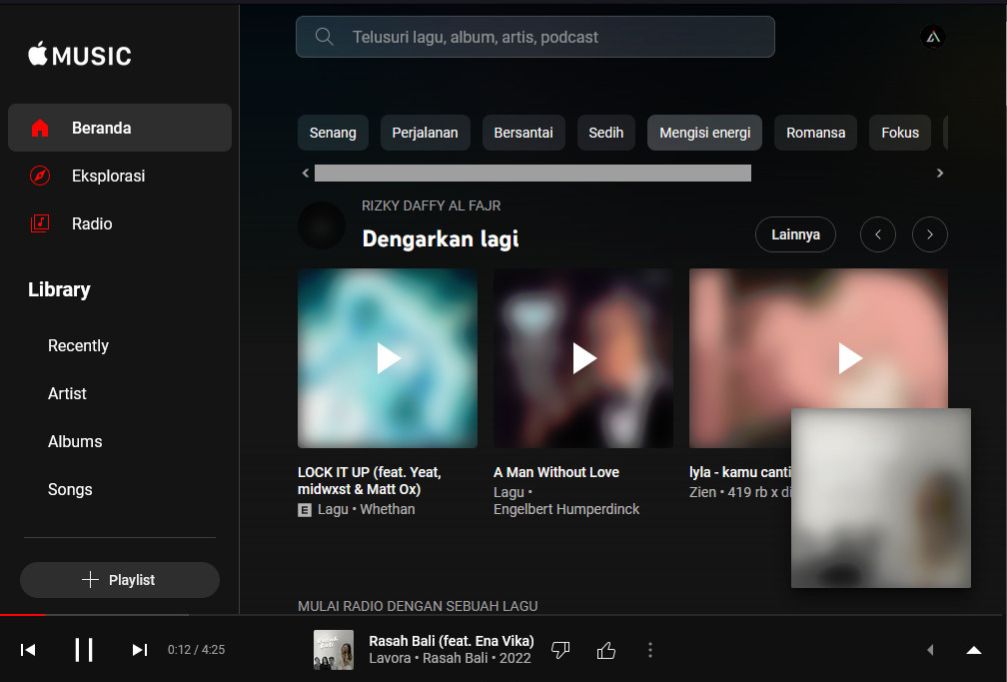 MUSIC
Telusuri lagu, album, artis, podcast
Beranda
Eksplorasi
Radio
Library
Recently
Artist
Albums
Songs
Playlist
Senang
Perjalanan
Bersantai
Sedih
Mengisi energi
Romansa
Fokus
RIZKY DAFFY AL FAJR
Dengarkan lagi
Lainnya
LOCK IT UP (feat. Yeat,
midwxst & Matt Ox)
E Lagu • Whethan
A Man Without Love
Lagu •
Engelbert Humperdinck
lyla - kamu canti
Zien • 419 rb x di
MULAI RADIO DENGAN SEBUAH LAGU
0:12 / 4:25
Rasah Bali (feat. Ena Vika)
Lavora • Rasah Bali • 2022